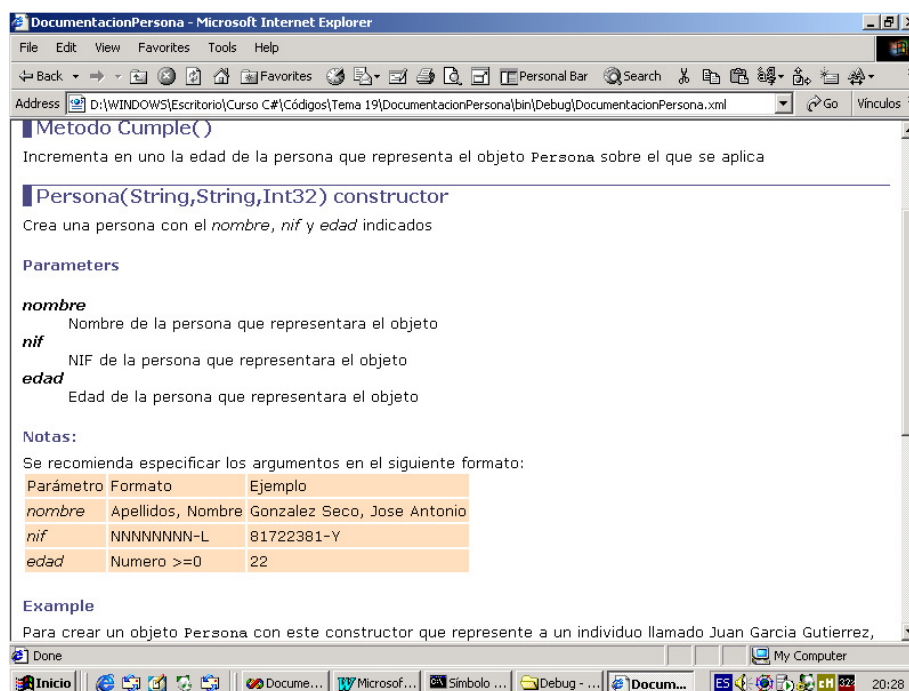 DocumentacionPersona - Microsoft Internet Explorer
File Edit View Favorites Tools Help
Back Favorites Personal Bar Search
Address D:\WINDOWS\Escritorio\Curso C#\Códigos\Tema 19\DocumentacionPersona\bin\Debug\DocumentacionPersona.xml Go Vínculos
Metodo Cumple()
Incrementa en uno la edad de la persona que representa el objeto Persona sobre el que se aplica
Persona(String,String,Int32) constructor
Crea una persona con el nombre, nif y edad indicados
Parameters
nombre
Nombre de la persona que representara el objeto
nif
NIF de la persona que representara el objeto
edad
Edad de la persona que representara el objeto
Notas:
Se recomienda especificar los argumentos en el siguiente formato:
Parámetro Formato Ejemplo
nombre Apellidos, Nombre Gonzalez Seco, Jose Antonio
nif NNNNNNNN-L 81722381-Y
edad Numero >=0 22
Example
Para crear un objeto Persona con este constructor que represente a un individuo llamado Juan Garcia Gutierrez,
Done My Computer
Inicio Docume... Microsof... Símbolo ... Debug - ... Docum... ES 20:28